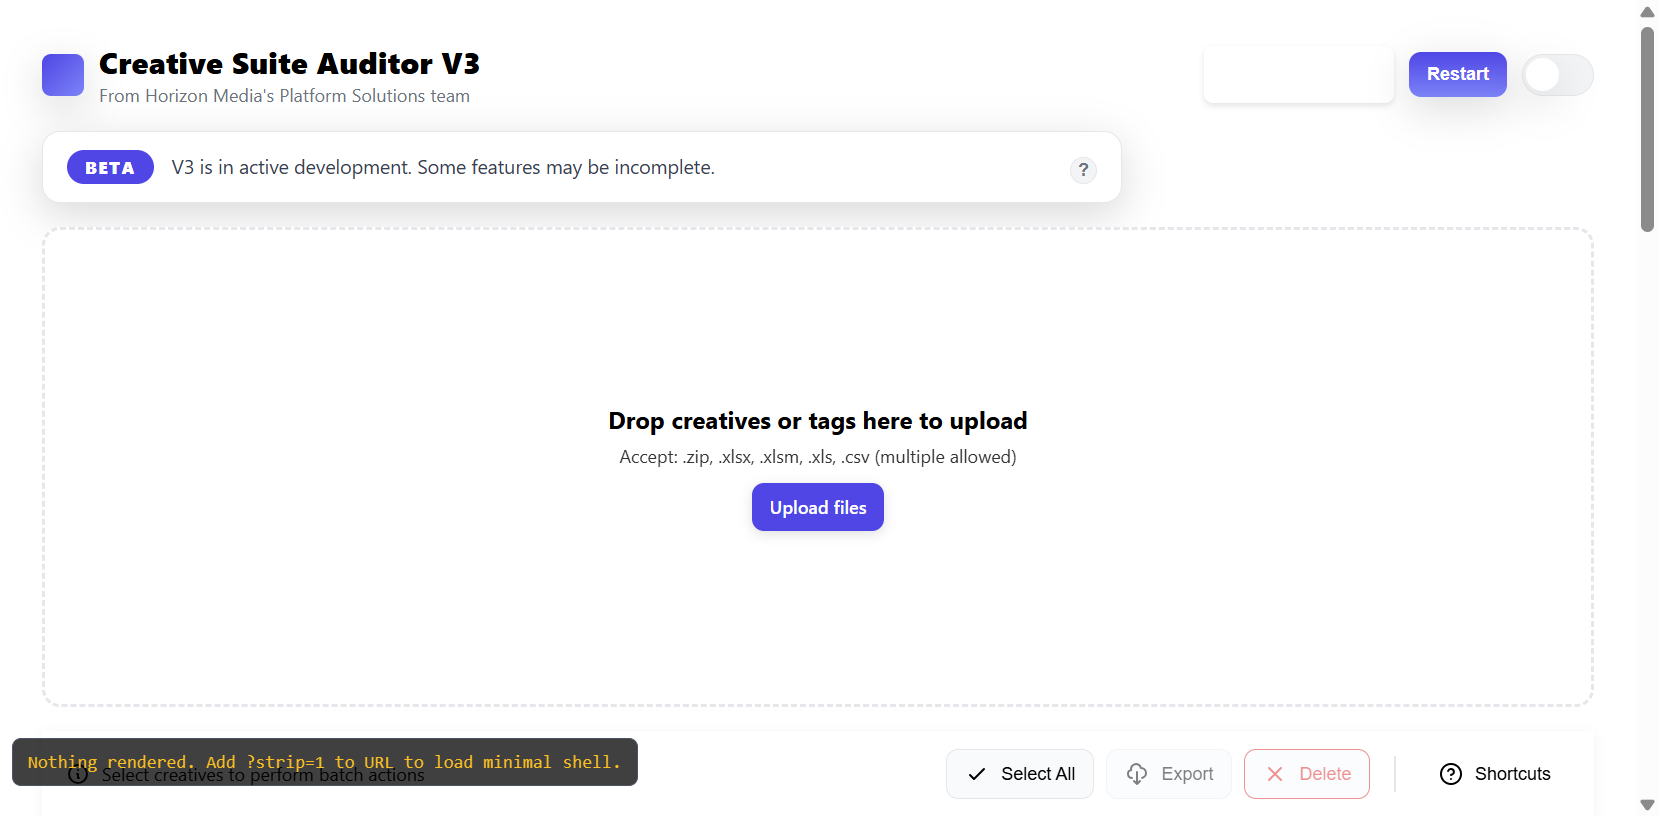 Creative Suite Auditor V3
From Horizon Media's Platform Solutions team
Restart
BETA
V3 is in active development. Some features may be incomplete.
?
Drop creatives or tags here to upload
Accept: .zip, .xlsx, .xlsm, .xls, .csv (multiple allowed)
Upload files
Nothing rendered. Add ?strip=1 to URL to load minimal shell.
Select creatives to perform batch actions
Select All
Export
Delete
Shortcuts